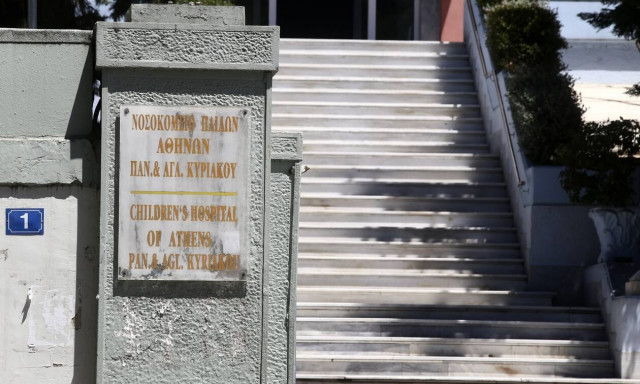 ΝΟΣΟΚΟΜΕΙΟ ΠΑΙΔΩΝ
ΑΘΗΝΩΝ
ΠΑΝ. & ΑΓΛ. ΚΥΡΙΑΚΟΥ
CHILDREN'S HOSPITAL
OF ATHENS
PAN. & AGL. KYRIAKOU
1